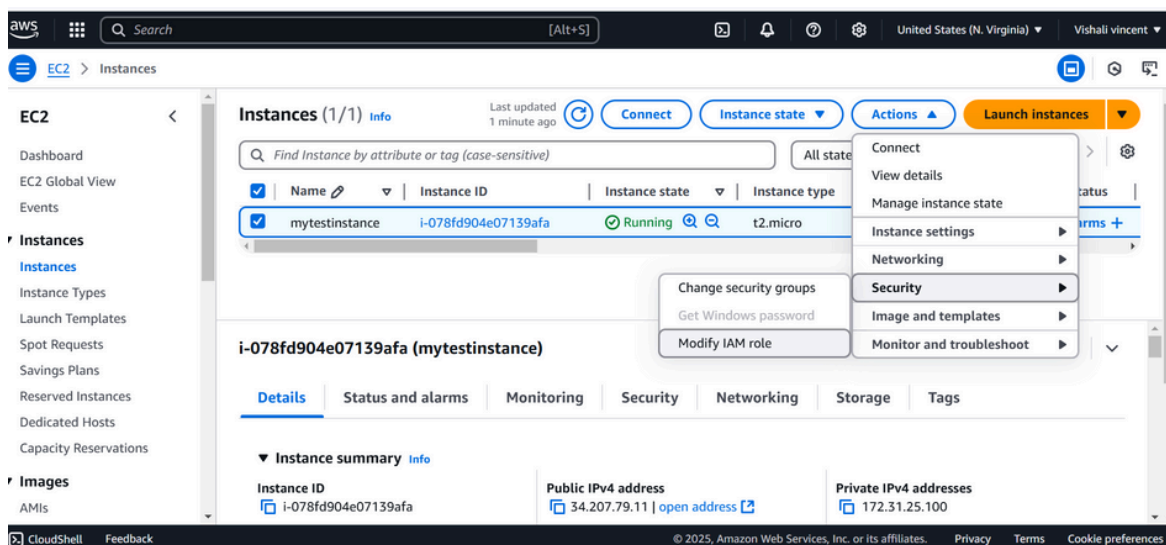 aws
Search [Alt+S] United States (N. Virginia) ▼ Vishali vincent ▼
EC2 > Instances
EC2
Dashboard
EC2 Global View
Events
Instances
Instances
Instance Types
Launch Templates
Spot Requests
Savings Plans
Reserved Instances
Dedicated Hosts
Capacity Reservations
Images
AMIs
Instances (1/1) Info
Last updated
1 minute ago
Connect
Instance state ▼
Actions ▲
Launch instances ▼
Find Instance by attribute or tag (case-sensitive)
All state
Name Instance ID Instance state Instance type
mytestinstance i-078fd904e07139afa Running t2.micro
tatus
arms +
Connect
View details
Manage instance state
Instance settings ▶
Networking ▶
Security ▶
Image and templates ▶
Monitor and troubleshoot ▶
Change security groups
Get Windows password
Modify IAM role
i-078fd904e07139afa (mytestinstance)
Details Status and alarms Monitoring Security Networking Storage Tags
▼ Instance summary Info
Instance ID
i-078fd904e07139afa
Public IPv4 address
34.207.79.11 | open address
Private IPv4 addresses
172.31.25.100
CloudShell Feedback © 2025, Amazon Web Services, Inc. or its affiliates. Privacy Terms Cookie preferences